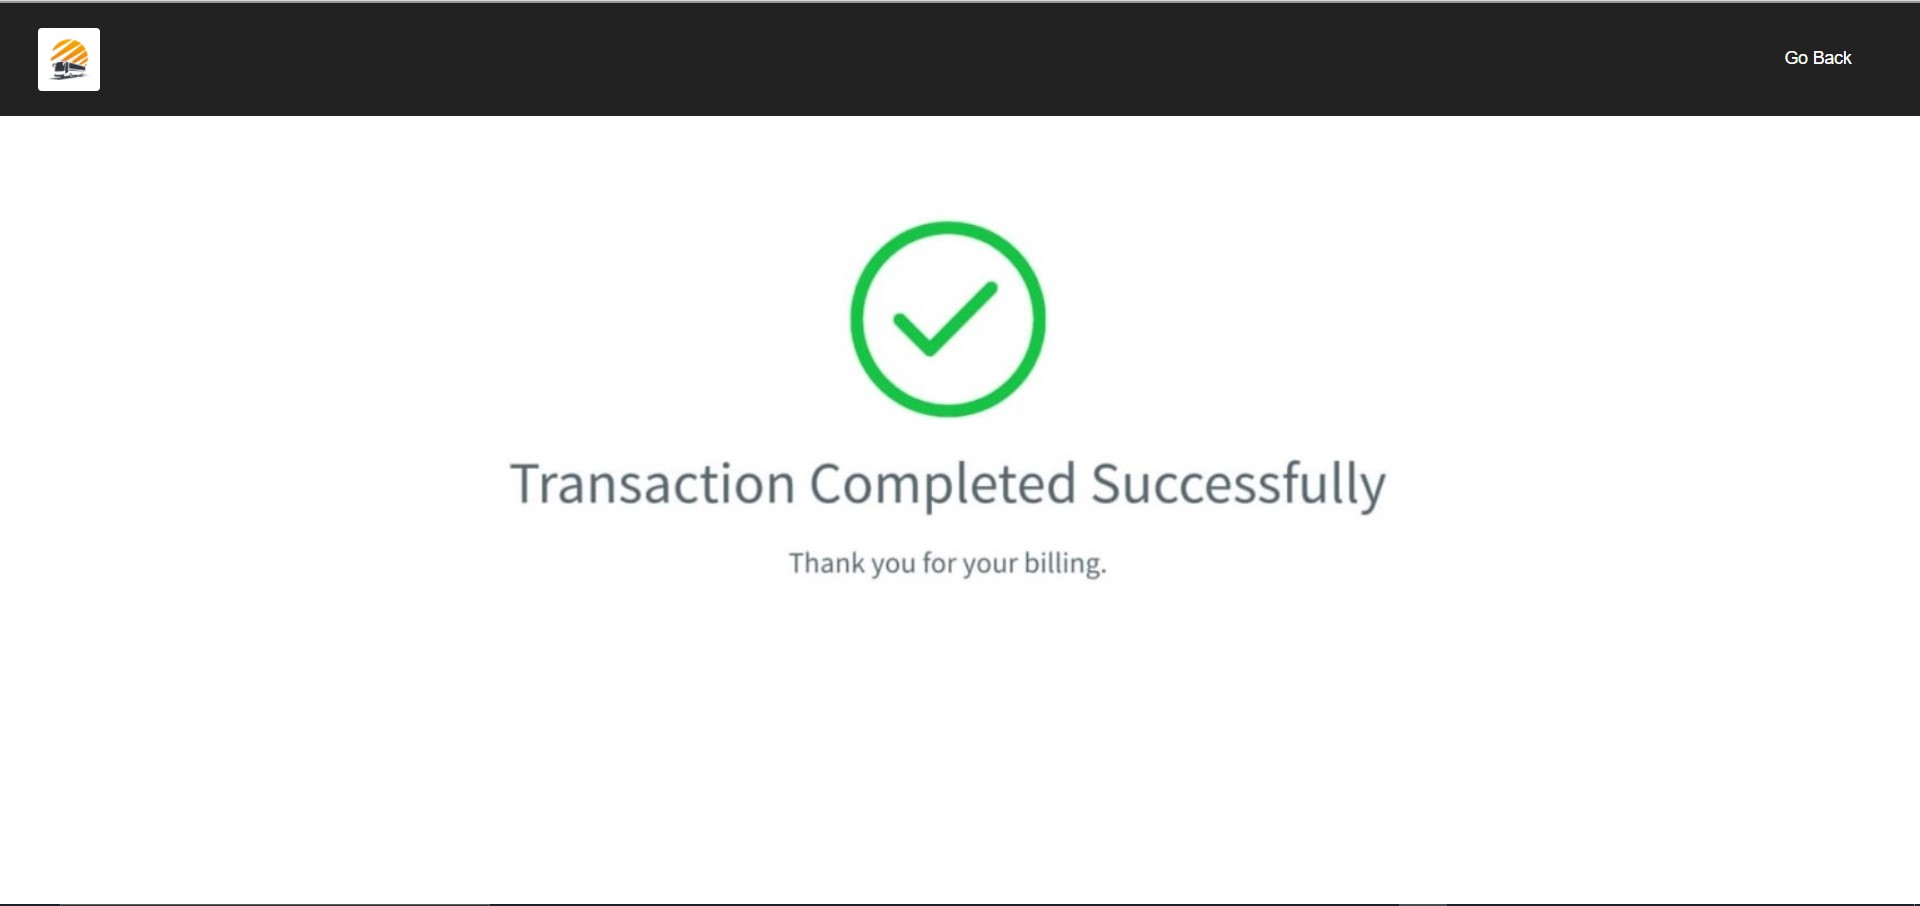 Go Back
Transaction Completed Successfully
Thank you for your billing.